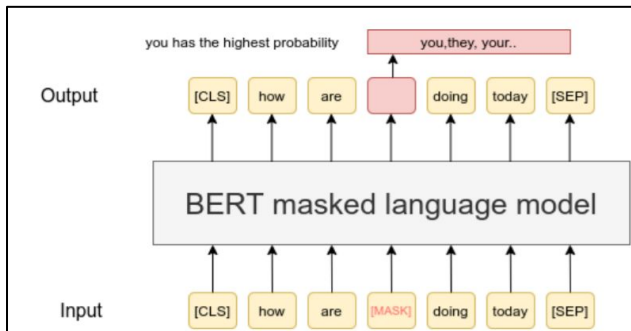 you has the highest probability you,they, your..
Output [CLS] how are doing today [SEP]
BERT masked language model
Input [CLS] how are [MASK] doing today [SEP]